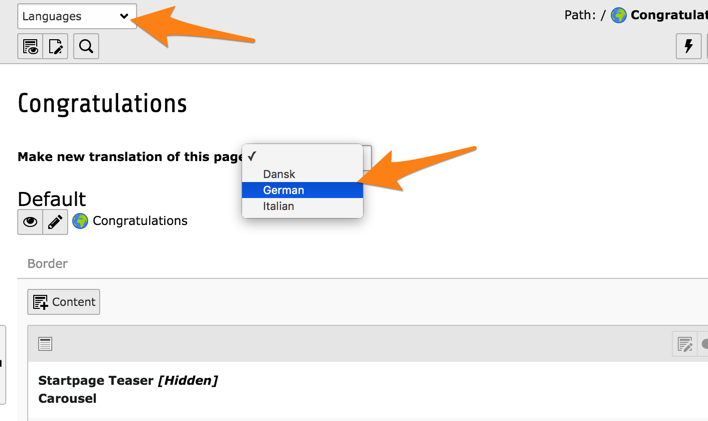 Languages
Path: / Congratulat
Congratulations
Make new translation of this page
Dansk
German
Italian
Default
Congratulations
Border
Content
Startpage Teaser [Hidden]
Carousel